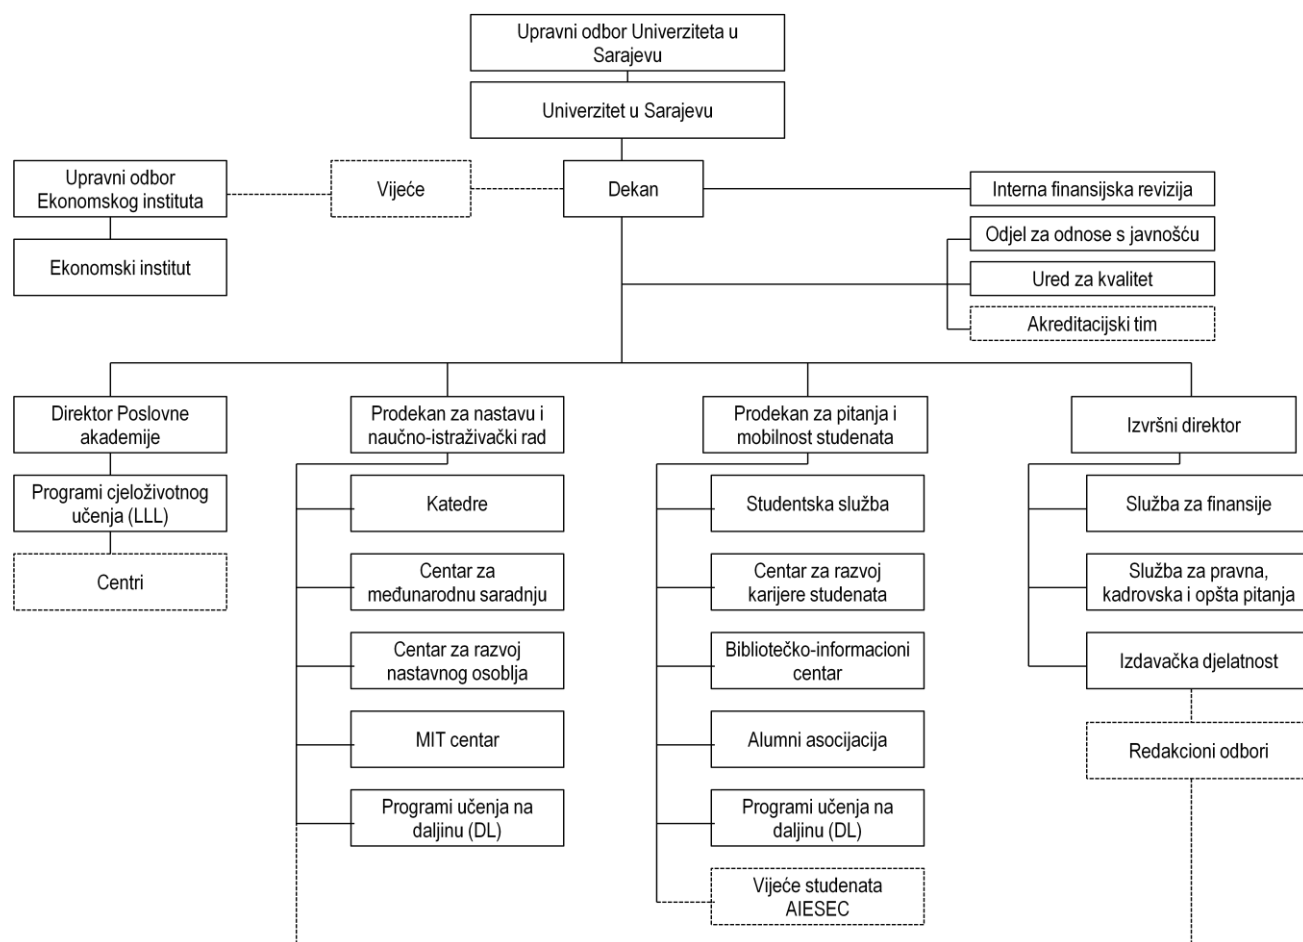 Upravni odbor Univerziteta u
Sarajevu
Univerzitet u Sarajevu
Upravni odbor
Ekonomskog instituta
Vijeće
Dekan
Interna finansijska revizija
Odjel za odnose s javnošću
Ekonomski institut
Ured za kvalitet
Akreditacijski tim
Direktor Poslovne
akademije
Programi cjeloživotnog
učenja (LLL)
Centri
Prodekan za nastavu i
naučno-istraživački rad
Katedre
Centar za
međunarodnu saradnju
Centar za razvoj
nastavnog osoblja
MIT centar
Programi učenja na
daljinu (DL)
Prodekan za pitanja i
mobilnost studenata
Studentska služba
Centar za razvoj
karijere studenata
Bibliotečko-informacioni
centar
Alumni asocijacija
Programi učenja na
daljinu (DL)
Vijeće studenata
AIESEC
Izvršni direktor
Služba za finansije
Služba za pravna,
kadrovska i opšta pitanja
Izdavačka djelatnost
Redakcioni odbori